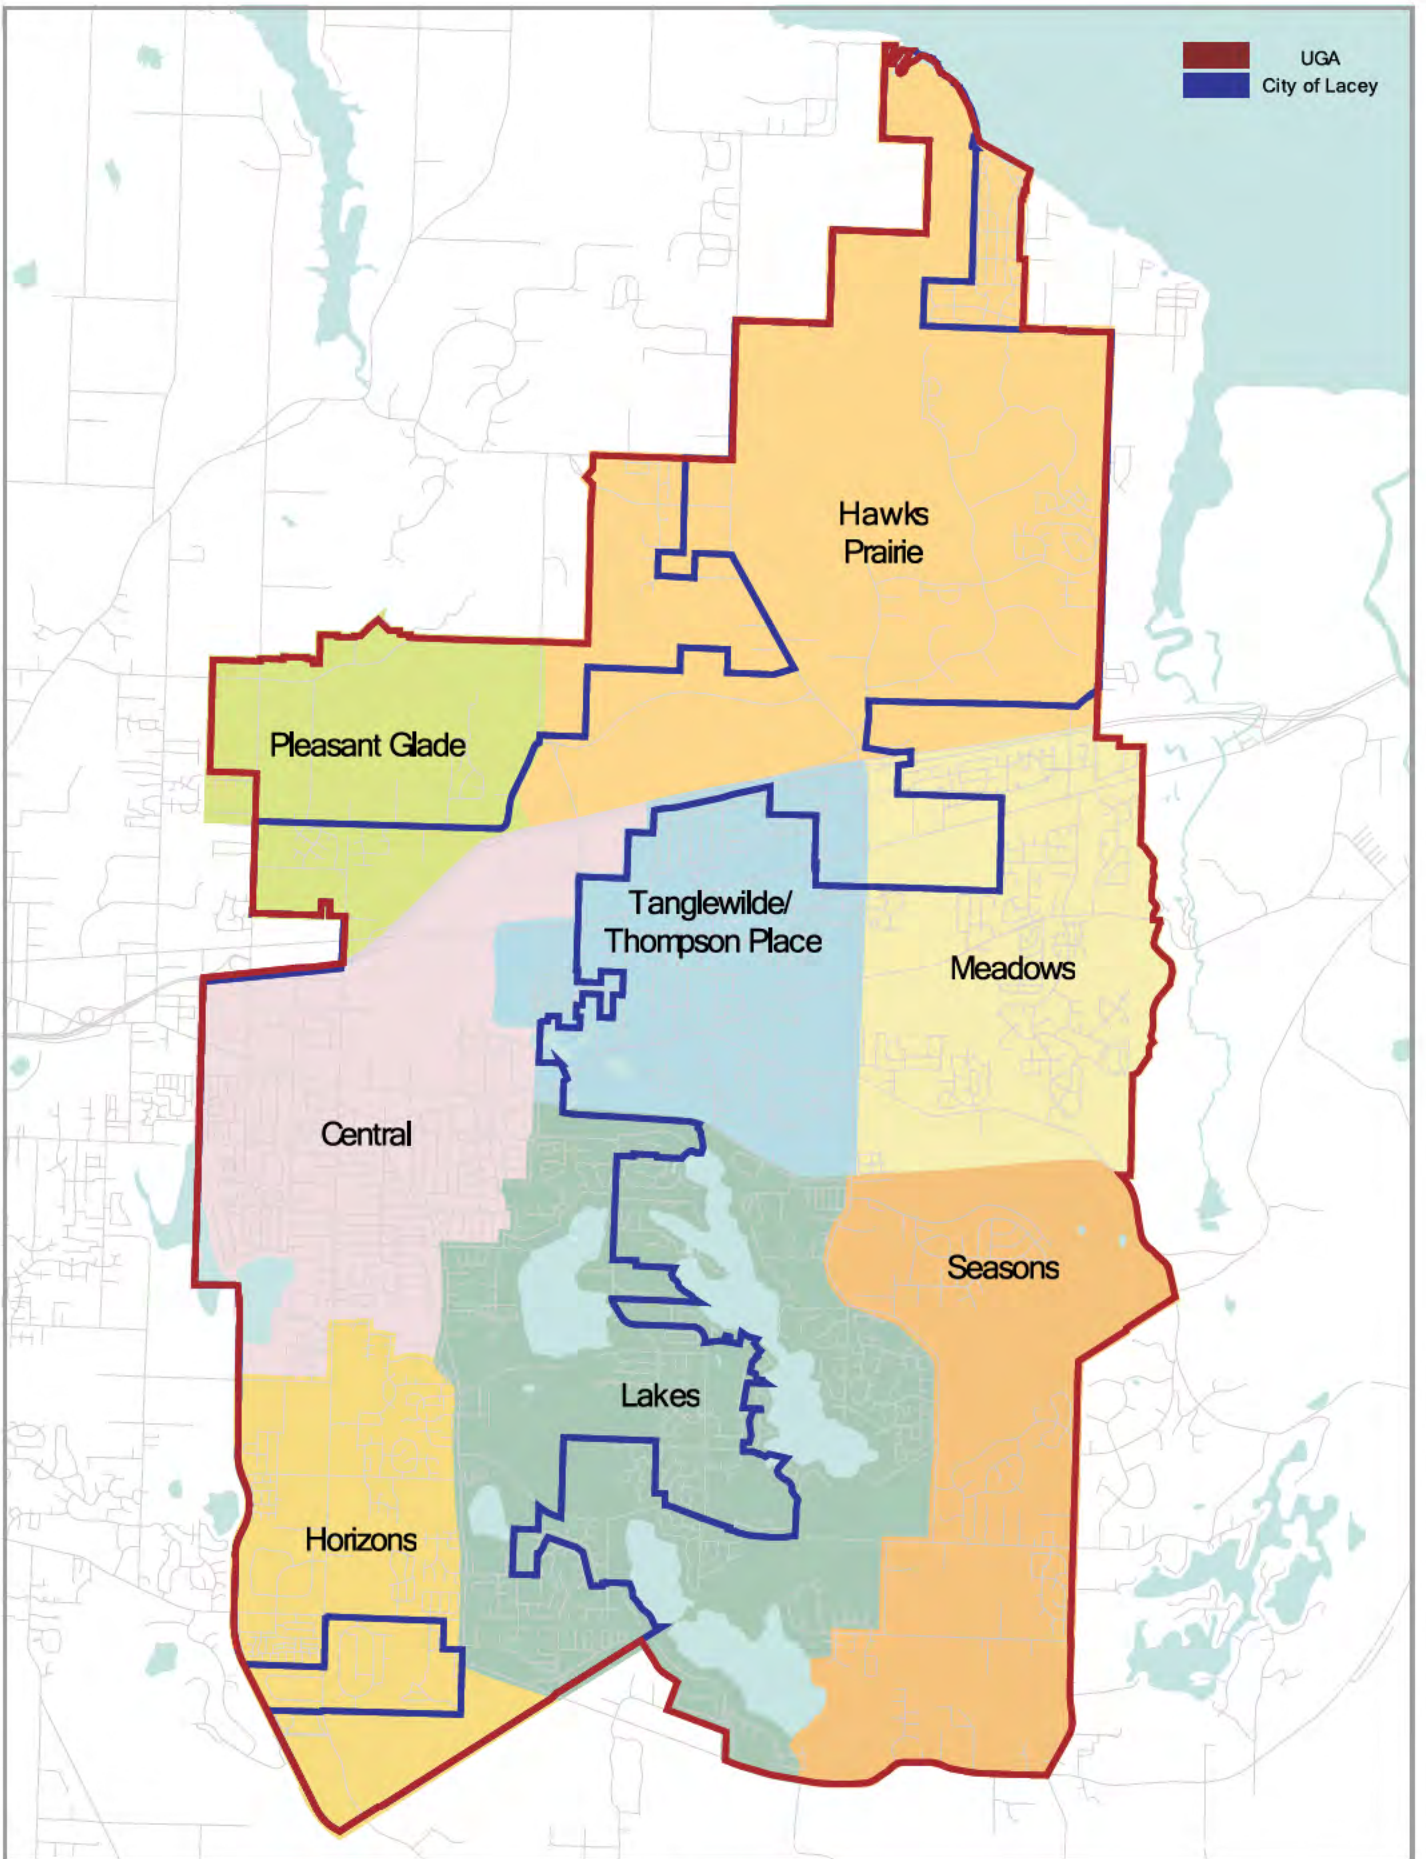 UGA
City of Lacey
Hawks
Prairie
Pleasant Glade
Tanglewilde/
Thompson Place
Meadows
Central
Seasons
Lakes
Horizons